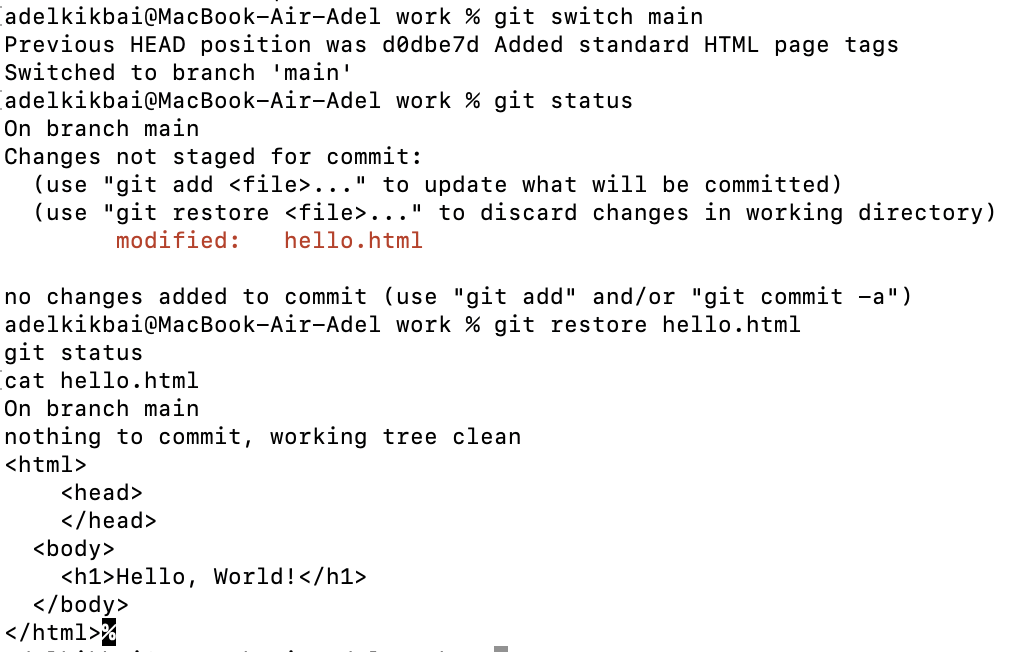 adelkikbai@MacBook-Air-Adel work % git switch main
Previous HEAD position was d0dbe7d Added standard HTML page tags
Switched to branch 'main'
adelkikbai@MacBook-Air-Adel work % git status
On branch main
Changes not staged for commit:
  (use "git add <file>..." to update what will be committed)
  (use "git restore <file>..." to discard changes in working directory)
        modified:   hello.html

no changes added to commit (use "git add" and/or "git commit -a")
adelkikbai@MacBook-Air-Adel work % git restore hello.html
git status
cat hello.html
On branch main
nothing to commit, working tree clean
<html>
    <head>
    </head>
  <body>
    <h1>Hello, World!</h1>
  </body>
</html>%